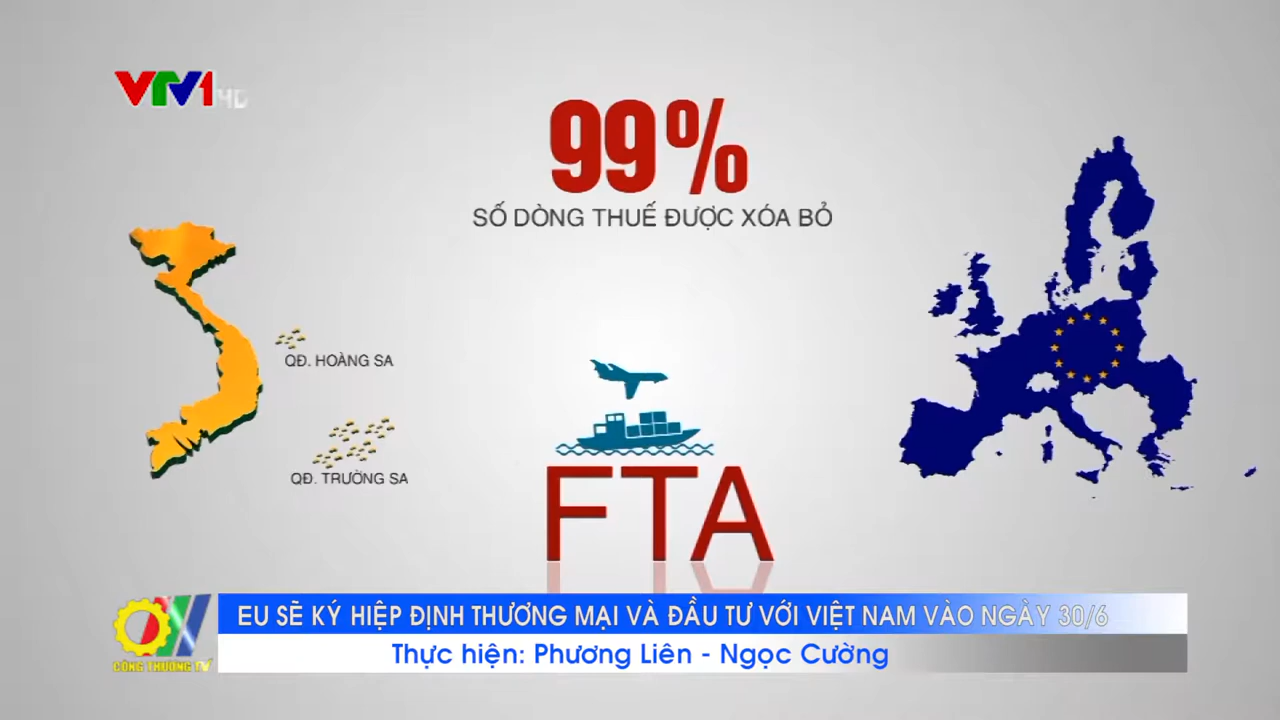 VTV1 HD
99%
SỐ DÒNG THUẾ ĐƯỢC XÓA BỎ
QĐ. HOÀNG SA
QĐ. TRƯỜNG SA
FTA
EU SẼ KÝ HIỆP ĐỊNH THƯƠNG MẠI VÀ ĐẦU TƯ VỚI VIỆT NAM VÀO NGÀY 30/6
CÔNG THƯƠNG TV
Thực hiện: Phương Liên - Ngọc Cường